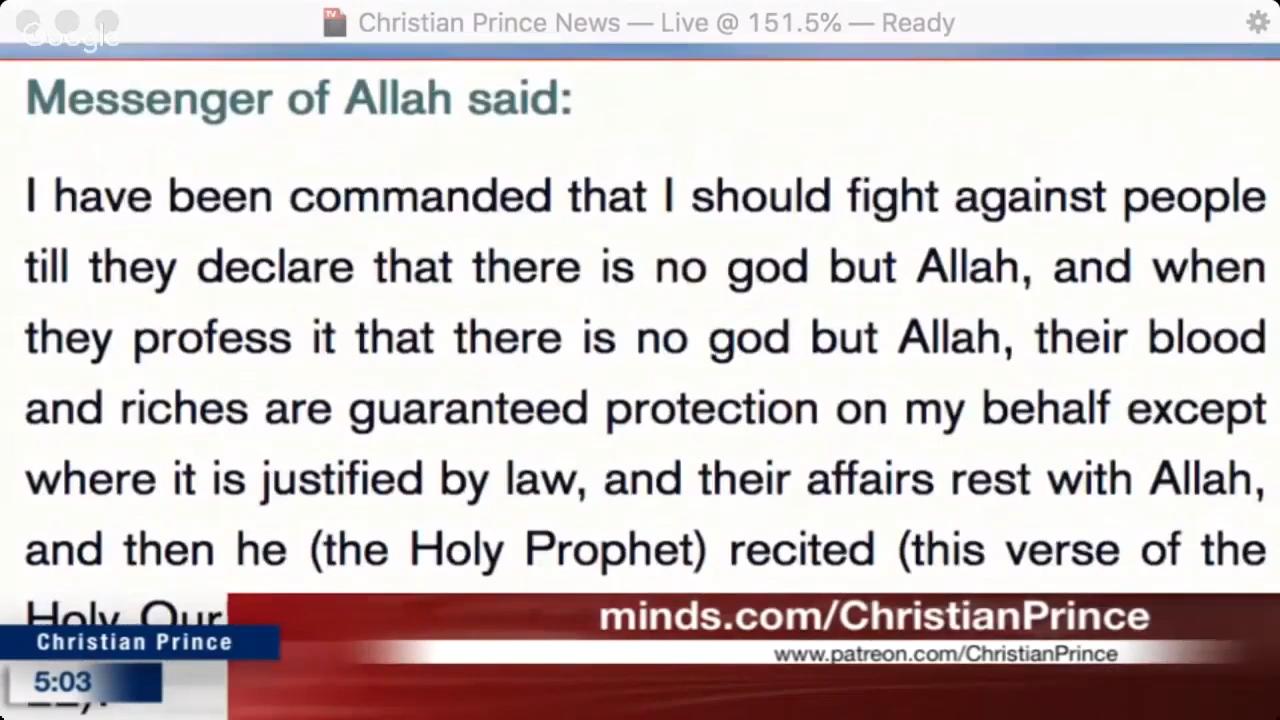 Christian Prince News — Live @ 151.5% — Ready
Google
TV
Messenger of Allah said:
I have been commanded that I should fight against people
till they declare that there is no god but Allah, and when
they profess it that there is no god but Allah, their blood
and riches are guaranteed protection on my behalf except
where it is justified by law, and their affairs rest with Allah,
and then he (the Holy Prophet) recited (this verse of the
Holy Qur
minds.com/ChristianPrince
Christian Prince
www.patreon.com/ChristianPrince
5:03